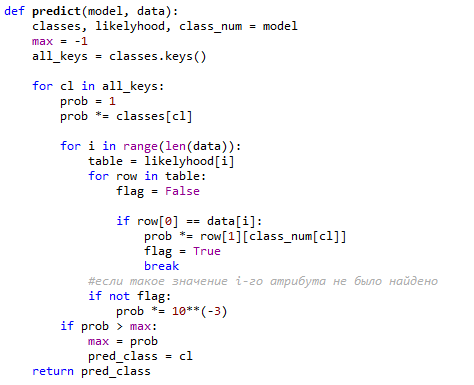 def predict(model, data):
    classes, likelyhood, class_num = model
    max = -1
    all_keys = classes.keys()

    for cl in all_keys:
        prob = 1
        prob *= classes[cl]

        for i in range(len(data)):
            table = likelyhood[i]
            for row in table:
                flag = False

                if row[0] == data[i]:
                    prob *= row[1][class_num[cl]]
                    flag = True
                    break
            #если такое значение i-го атрибута не было найдено
            if not flag:
                prob *= 10**(-3)
        if prob > max:
            max = prob
            pred_class = cl
    return pred_class